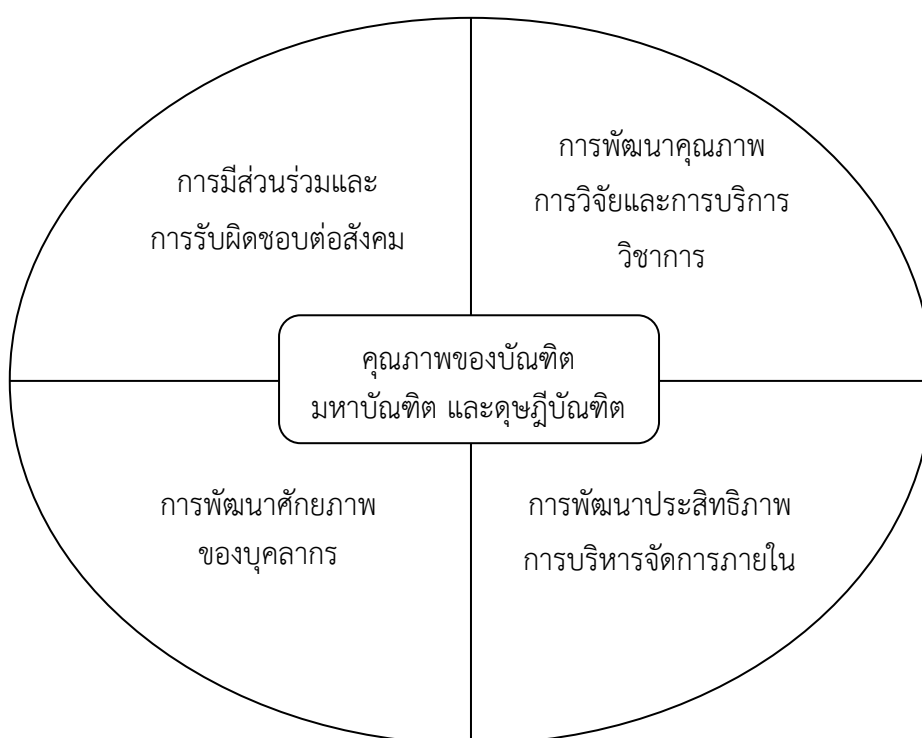 การมีส่วนร่วมและ
การรับผิดชอบต่อสังคม
การพัฒนาคุณภาพ
การวิจัยและการบริการ
วิชาการ
คุณภาพของบัณฑิต
มหาบัณฑิต และดุษฎีบัณฑิต
การพัฒนาศักยภาพ
ของบุคลากร
การพัฒนาประสิทธิภาพ
การบริหารจัดการภายใน